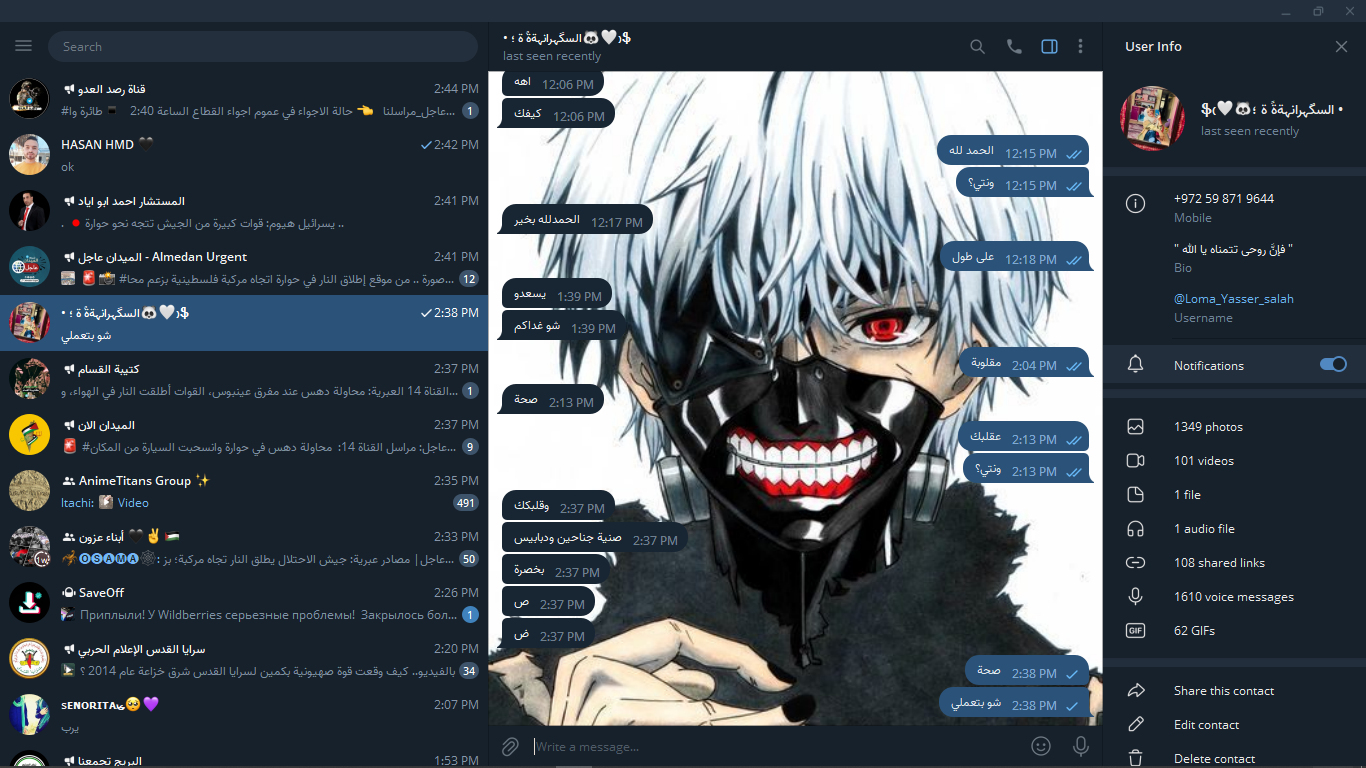 Search
قناة رصد العدو
2:44 PM
عاجل_مراسلنا 👈 حالة الاجواء في عموم اجواء القطاع الساعة 2:40 ▪ طائرة وا#...
1
HASAN HMD 🖤
2:42 PM
ok
المستشار احمد ابو اياد
2:41 PM
. 🔴 يسرائيل هيوم: قوات كبيرة من الجيش تتجه نحو حوارة ..
الميدان عاجل - Almedan Urgent
2:41 PM
🚨 📸 #صورة .. من موقع إطلاق النار في حوارة اتجاه مركبة فلسطينية بزعم محا...
12
• السگہرانہةة ة ؛🐼🤍)
2:38 PM
شو بتعملي
كتيبة القسام
2:37 PM
القناة 14 العبرية: محاولة دهس عند مفرق عينبوس، القوات أطلقت النار في الهواء، و...
1
الميدان الان
2:37 PM
🚨 #عاجل: مراسل القناة 14: محاولة دهس في حوارة وانسحبت السيارة من المكان...
9
AnimeTitans Group ✨
2:35 PM
Itachi: Video
491
أبناء عزون 🖤✌🇵🇸
2:33 PM
🅞🅢🅐🅜🅐🕸: عاجل| مصادر عبرية: جيش الاحتلال يطلق النار تجاه مركبة؛ بز...
50
SaveOff
2:26 PM
Приплыли! У Wildberries серьезные проблемы! Закрылось бол...
1
سرايا القدس الإعلام الحربي
2:20 PM
بالفيديو.. كيف وقعت قوة صهيونية بكمين لسرايا القدس شرق خزاعة عام 2014 ؟
34
sᴇɴᴏʀɪᴛᴀ🥺💜
2:07 PM
يرب
البريج تجمعنا
1:53 PM
• السگہرانہةة ة ؛🐼🤍)
last seen recently
اهه 12:06 PM
كيفك 12:06 PM
الحمد لله 12:15 PM
ونتي؟ 12:15 PM
الحمدلله بخير 12:17 PM
على طول 12:18 PM
يسعدو 1:39 PM
شو غداكم 1:39 PM
مقلوبة 2:04 PM
صحة 2:13 PM
عقلبك 2:13 PM
ونتي؟ 2:13 PM
وقلبكك 2:37 PM
صنية جناحين ودبابيس 2:37 PM
بخصرة 2:37 PM
ص 2:37 PM
ض 2:37 PM
صحة 2:38 PM
شو بتعملي 2:38 PM
Write a message...
User Info
• السگہرانہةة ة ؛🐼🤍)
last seen recently
+972 59 871 9644
Mobile
" فإنَّ روحى تتمناه يا الله "
Bio
@Loma_Yasser_salah
Username
Notifications
1349 photos
101 videos
1 file
1 audio file
108 shared links
1610 voice messages
GIF
62 GIFs
Share this contact
Edit contact
Delete contact